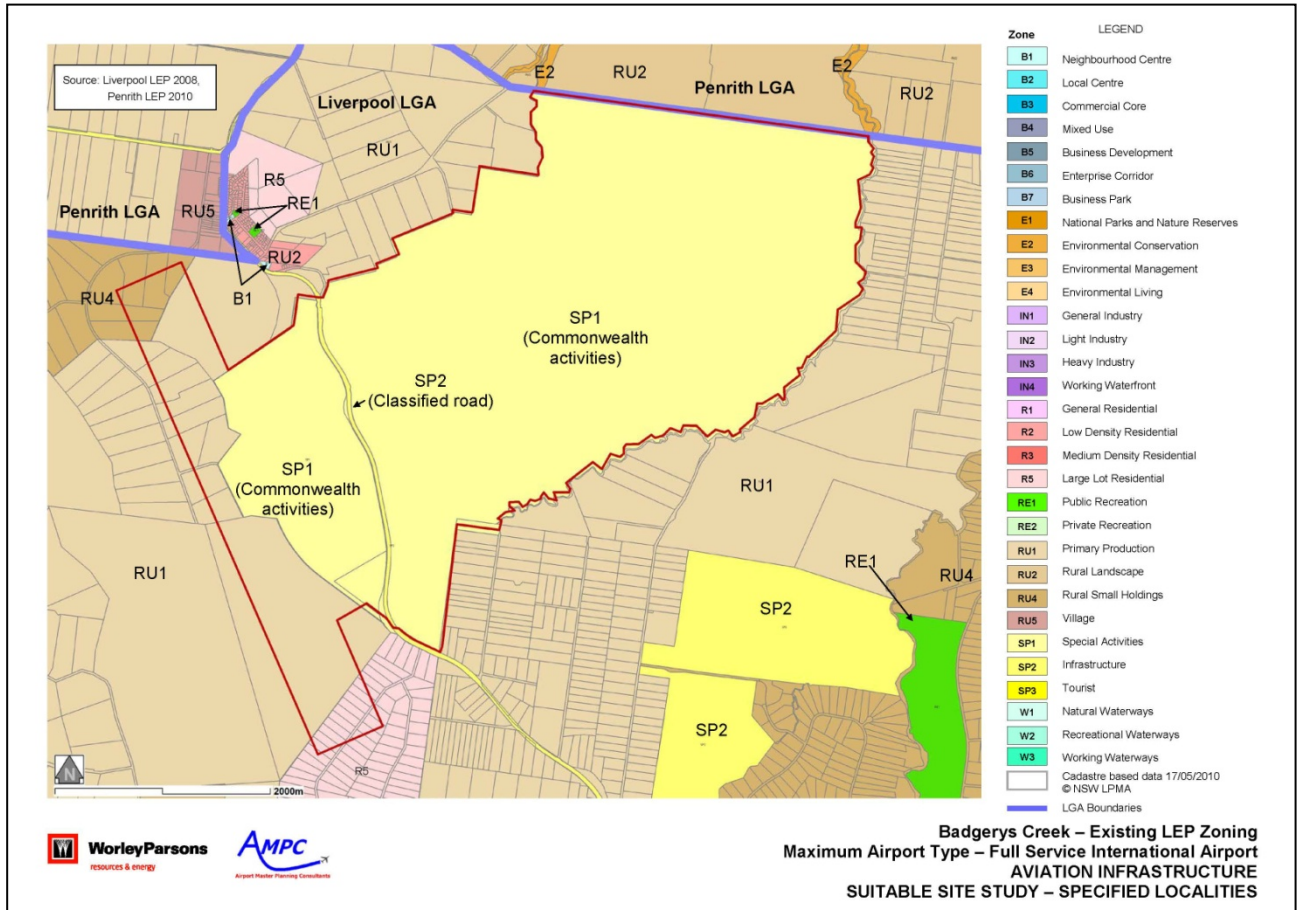 Source: Liverpool LEP 2008,
Penrith LEP 2010
E2
RU2
E2
Penrith LGA
RU2
Liverpool LGA
RU1
R5
RE1
Penrith LGA
RU5
RU2
B1
RU4
SP1
(Commonwealth
activities)
SP2
(Classified road)
SP1
(Commonwealth
activities)
RU1
RU1
RE1
RU4
SP2
SP2
R5
N
2000m
LEGEND
Zone
B1 Neighbourhood Centre
B2 Local Centre
B3 Commercial Core
B4 Mixed Use
B5 Business Development
B6 Enterprise Corridor
B7 Business Park
E1 National Parks and Nature Reserves
E2 Environmental Conservation
E3 Environmental Management
E4 Environmental Living
IN1 General Industry
IN2 Light Industry
IN3 Heavy Industry
IN4 Working Waterfront
R1 General Residential
R2 Low Density Residential
R3 Medium Density Residential
R5 Large Lot Residential
RE1 Public Recreation
RE2 Private Recreation
RU1 Primary Production
RU2 Rural Landscape
RU4 Rural Small Holdings
RU5 Village
SP1 Special Activities
SP2 Infrastructure
SP3 Tourist
W1 Natural Waterways
W2 Recreational Waterways
W3 Working Waterways
Cadastre based data 17/05/2010
© NSW LPMA
LGA Boundaries
WorleyParsons
resources & energy
AMPC
Airport Master Planning Consultants
Badgerys Creek – Existing LEP Zoning
Maximum Airport Type – Full Service International Airport
AVIATION INFRASTRUCTURE
SUITABLE SITE STUDY – SPECIFIED LOCALITIES